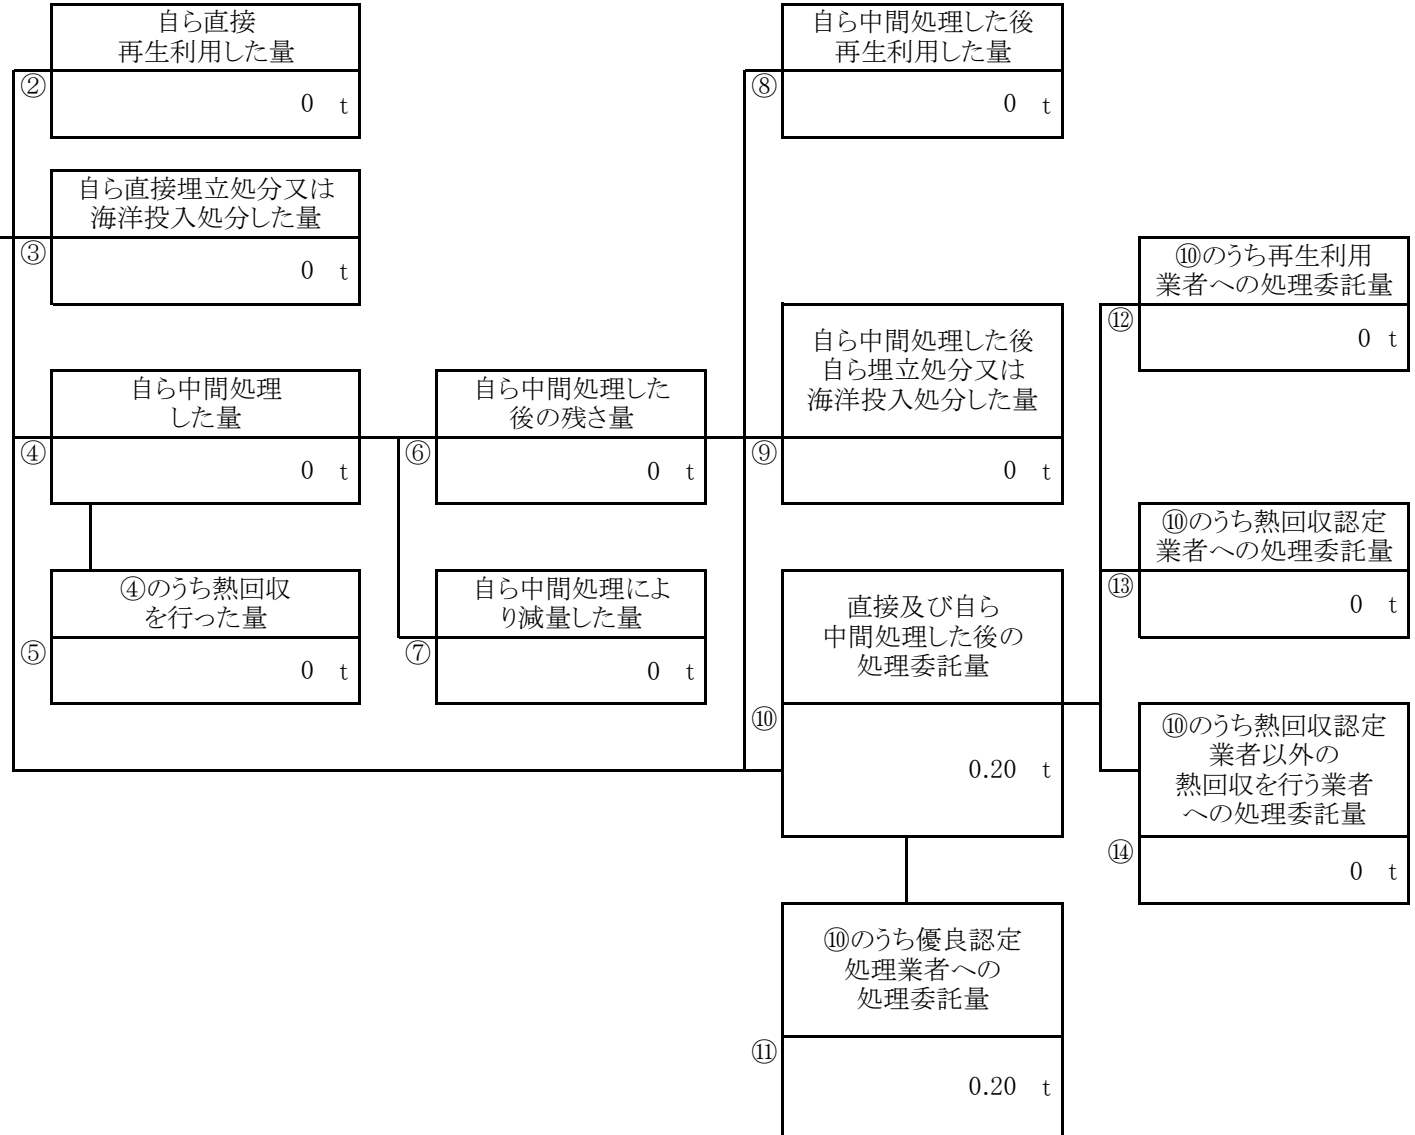 自ら直接
再生利用した量
②
0 t
自ら直接埋立処分又は
海洋投入処分した量
③
0 t
自ら中間処理
した量
④
0 t
④のうち熱回収
を行った量
⑤
0 t
自ら中間処理した
後の残さ量
⑥
0 t
自ら中間処理によ
り減量した量
⑦
0 t
自ら中間処理した後
再生利用した量
⑧
0 t
自ら中間処理した後
自ら埋立処分又は
海洋投入処分した量
⑨
0 t
直接及び自ら
中間処理した後の
処理委託量
⑩
0.20 t
⑩のうち優良認定
処理業者への
処理委託量
⑪
0.20 t
⑩のうち再生利用
業者への処理委託量
⑫
0 t
⑩のうち熱回収認定
業者への処理委託量
⑬
0 t
⑩のうち熱回収認定
業者以外の
熱回収を行う業者
への処理委託量
⑭
0 t